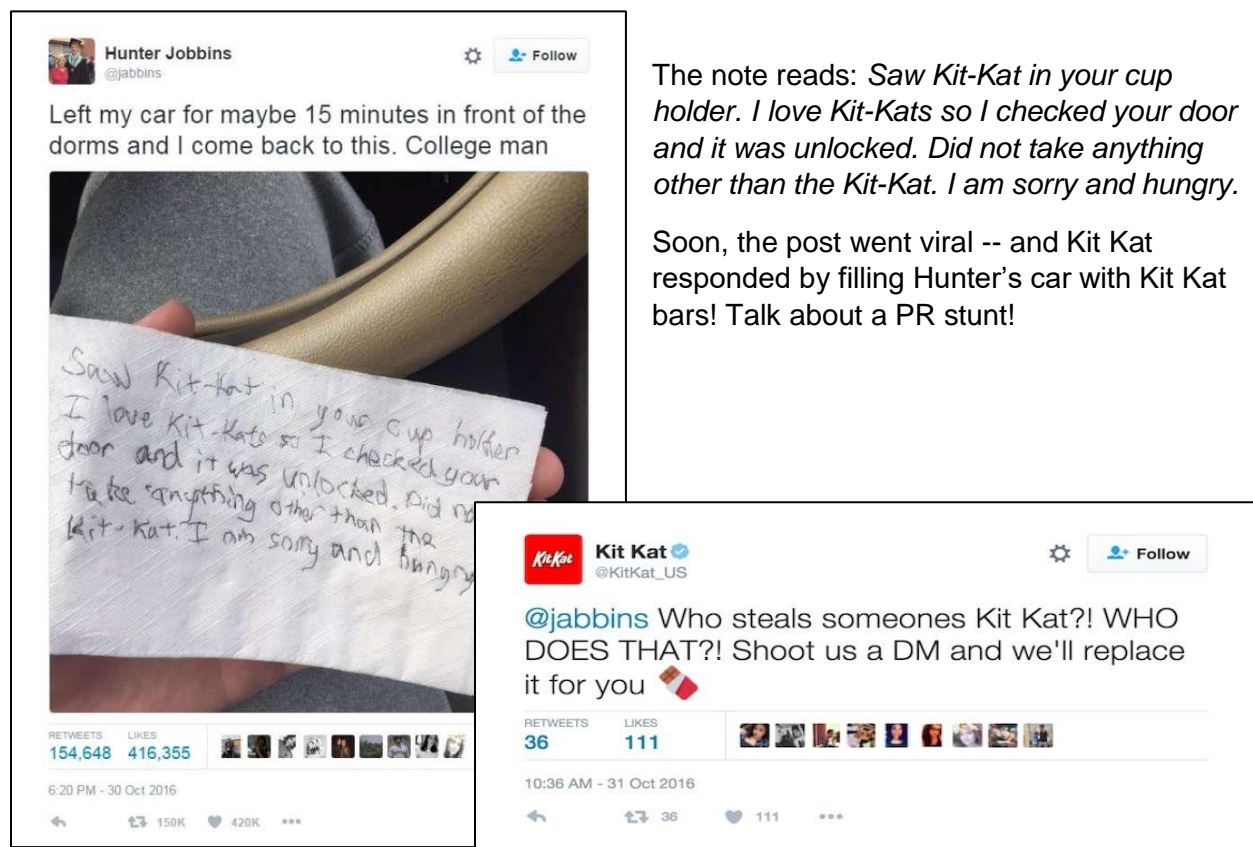 Hunter Jobbins
@jabbins
Follow
Left my car for maybe 15 minutes in front of the
dorms and I come back to this. College man
Saw Kit-Kat in your cup holder
I love Kit-Kats so I checked your
door and it was unlocked. Did no
take anything other than the
Kit-Kat. I am sorry and hungry
RETWEETS LIKES
154,648 416,355
6:20 PM - 30 Oct 2016
150K 420K
The note reads: Saw Kit-Kat in your cup
holder. I love Kit-Kats so I checked your door
and it was unlocked. Did not take anything
other than the Kit-Kat. I am sorry and hungry.
Soon, the post went viral -- and Kit Kat
responded by filling Hunter’s car with Kit Kat
bars! Talk about a PR stunt!
KitKat
Kit Kat
@KitKat_US
Follow
@jabbins Who steals someones Kit Kat?! WHO
DOES THAT?! Shoot us a DM and we'll replace
it for you
RETWEETS LIKES
36 111
10:36 AM - 31 Oct 2016
36 111